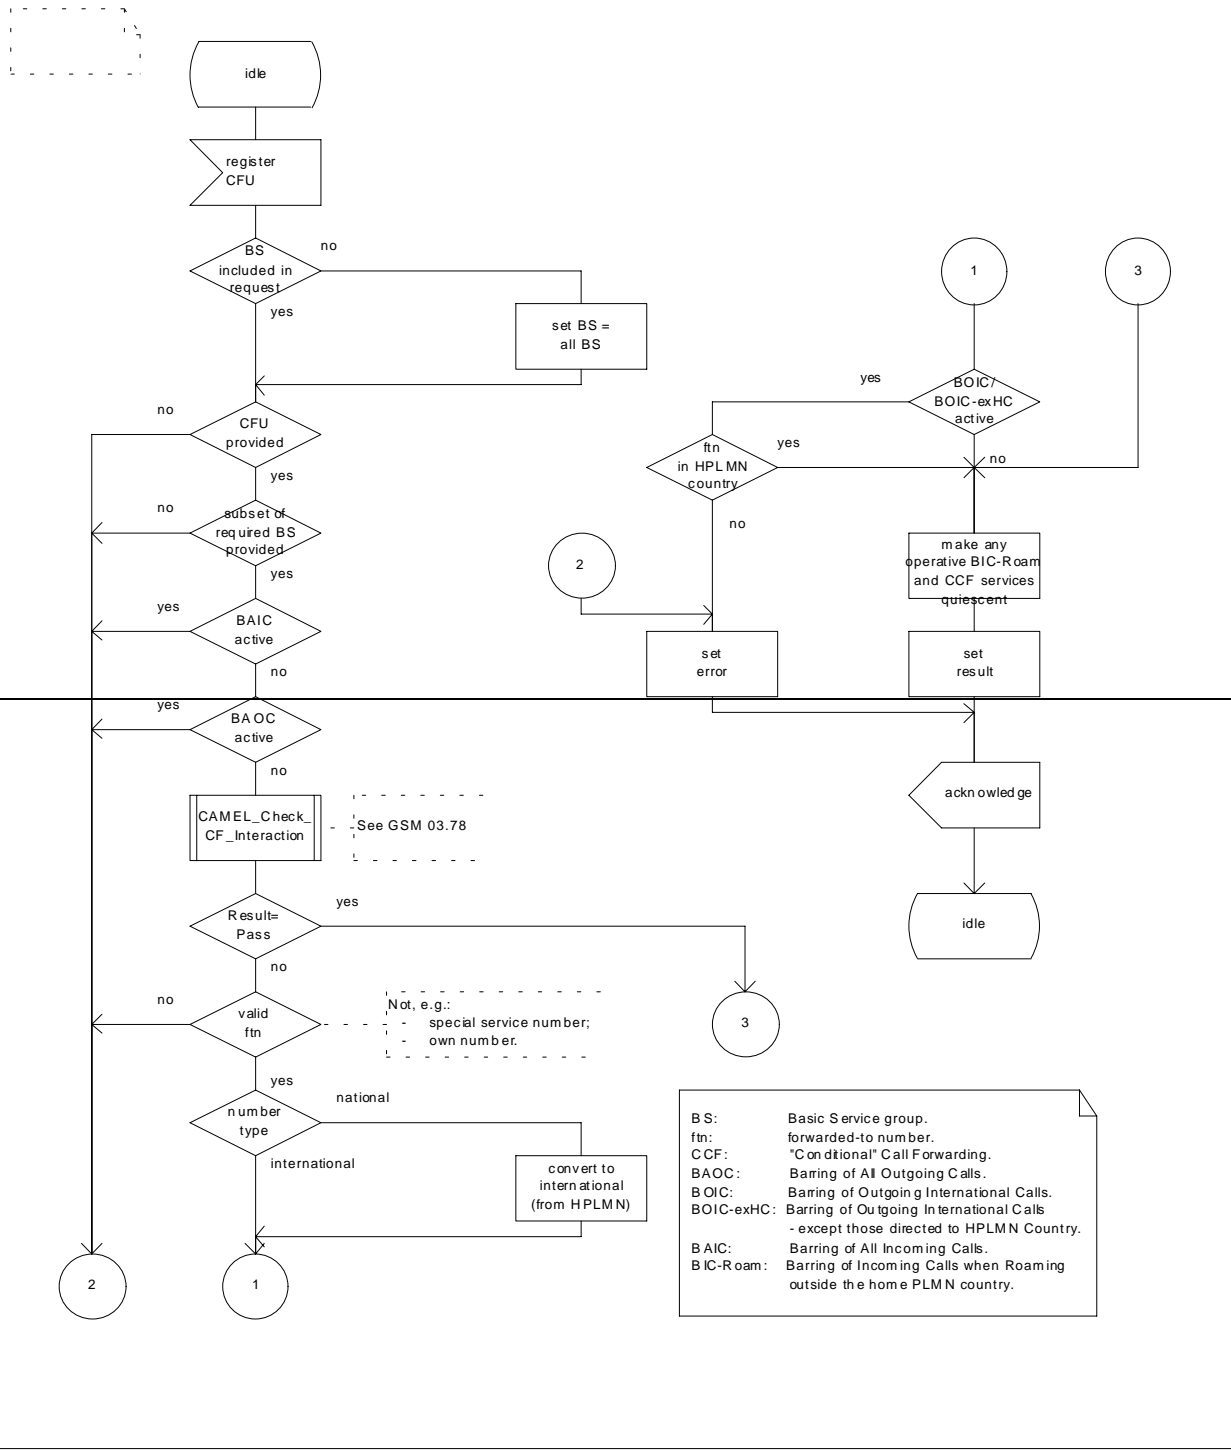 idle
register
CFU
BS
included in
request
no
yes
set BS =
all BS
no
CFU
provided
yes
no
subset of
required BS
provided
yes
yes
BAIC
active
no
yes
BAOC
active
no
CAMEL_Check_
CF_Interaction
See GSM 03.78
Result=
Pass
yes
no
no
valid
ftn
Not, e.g.:
- special service number;
- own number.
yes
number
type
national
international
convert to
international
(from HPLMN)
2
1
3
1
3
yes
BOIC/
BOIC-exHC
active
no
ftn
in HPLMN
country
yes
no
2
make any
operative BIC-Roam
and CCF services
quiescent
set
error
set
result
acknowledge
idle
BS: Basic Service group.
ftn: forwarded-to number.
CCF: "Conditional" Call Forwarding.
BAOC: Barring of All Outgoing Calls.
BOIC: Barring of Outgoing International Calls.
BOIC-exHC: Barring of Outgoing International Calls
- except those directed to HPLMN Country.
BAIC: Barring of All Incoming Calls.
BIC-Roam: Barring of Incoming Calls when Roaming
outside the home PLMN country.